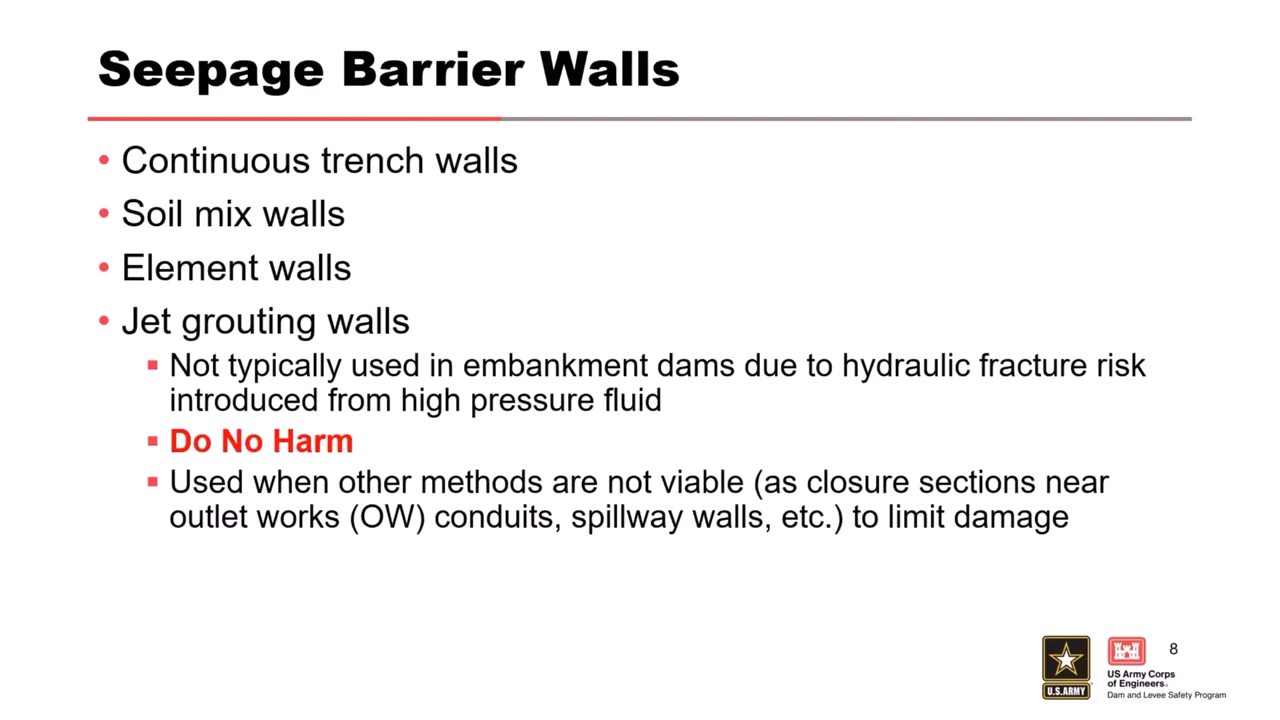 Seepage Barrier Walls
• Continuous trench walls
• Soil mix walls
• Element walls
• Jet grouting walls
▪ Not typically used in embankment dams due to hydraulic fracture risk
introduced from high pressure fluid
▪ Do No Harm
▪ Used when other methods are not viable (as closure sections near
outlet works (OW) conduits, spillway walls, etc.) to limit damage
8
U.S.ARMY
US Army Corps
of Engineers®
Dam and Levee Safety Program